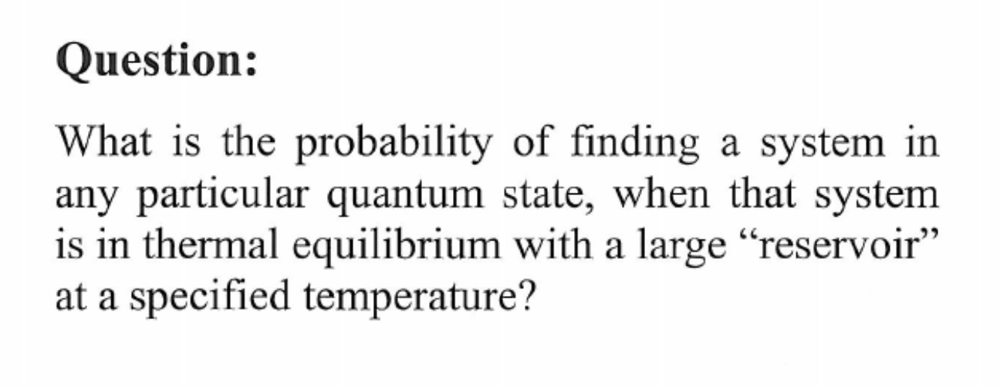 Question:
What is the probability of finding a system in
any particular quantum state, when that system
is in thermal equilibrium with a large “reservoir”
at a specified temperature?